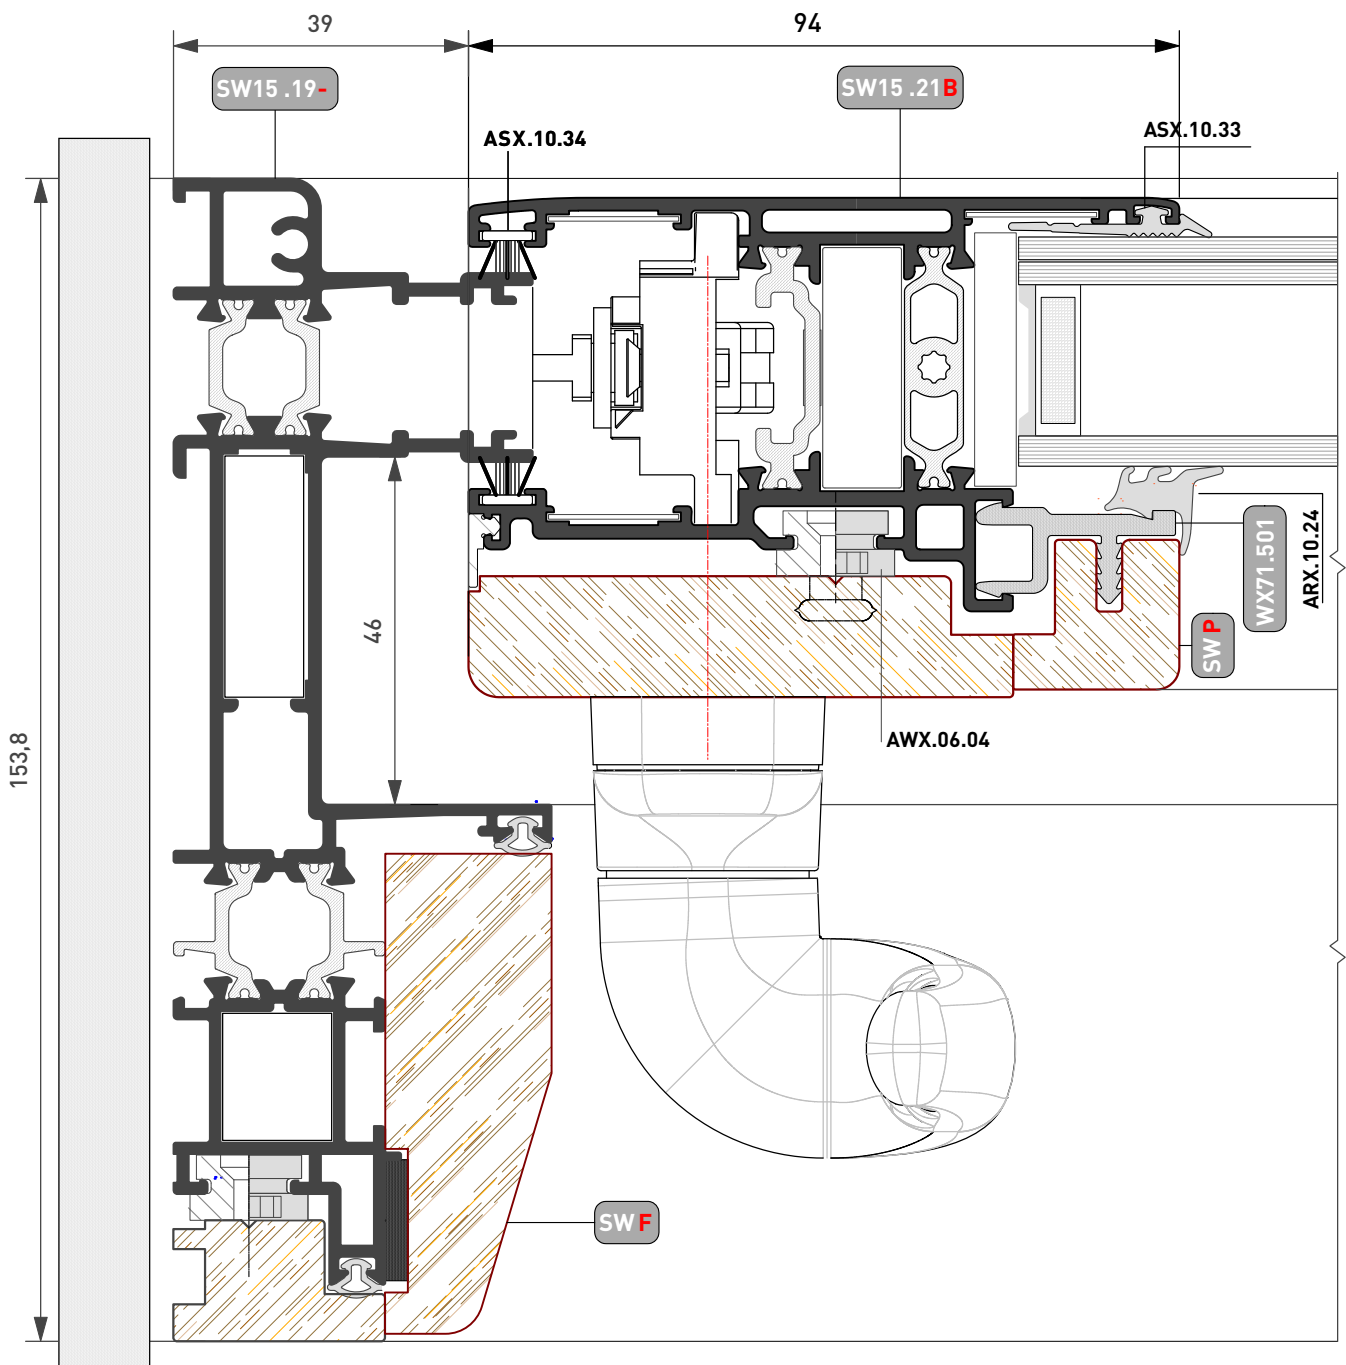 39
94
SW15 .19-
SW15 .21B
ASX.10.34
ASX.10.33
WX71.501
ARX.10.24
SW P
46
AWX.06.04
153,8
SW F